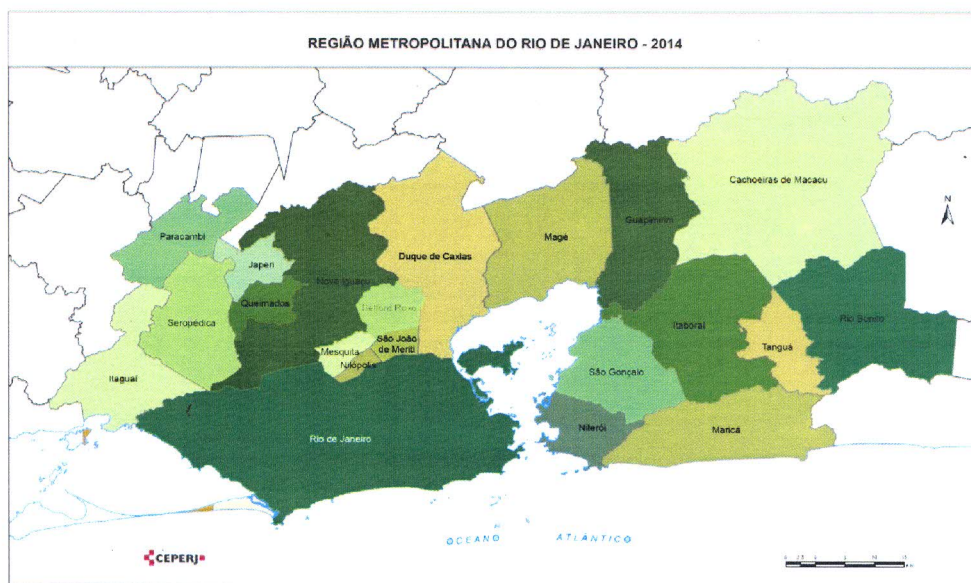 REGIÃO METROPOLITANA DO RIO DE JANEIRO - 2014
Cachoeiras de Macacu
N
Guapimirim
Paracambi
Magé
Duque de Caxias
Japeri
Nova Iguaçu
Queimados
Belford Roxo
Seropédica
Itaboraí
Rio Bonito
São João
de Meriti
Mesquita
Nilópolis
Tanguá
Itaguaí
São Gonçalo
Niterói
Maricá
Rio de Janeiro
OCEANO ATLÂNTICO
CEPERJ